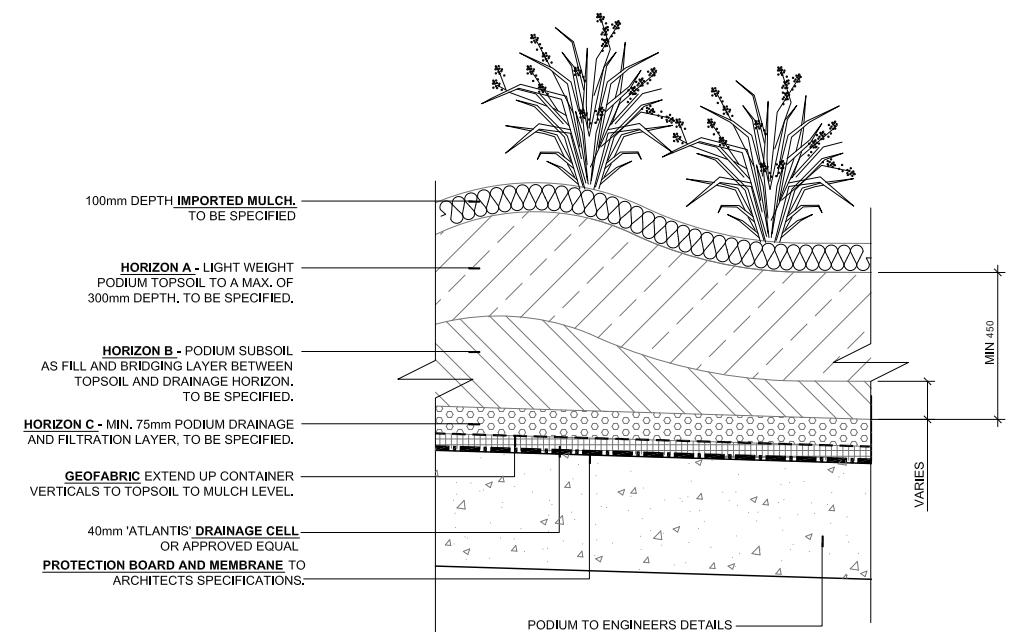 100mm DEPTH IMPORTED MULCH.
TO BE SPECIFIED
HORIZON A - LIGHT WEIGHT
PODIUM TOPSOIL TO A MAX. OF
300mm DEPTH. TO BE SPECIFIED.
HORIZON B - PODIUM SUBSOIL
AS FILL AND BRIDGING LAYER BETWEEN
TOPSOIL AND DRAINAGE HORIZON.
TO BE SPECIFIED.
HORIZON C - MIN. 75mm PODIUM DRAINAGE
AND FILTRATION LAYER, TO BE SPECIFIED.
GEOFABRIC EXTEND UP CONTAINER
VERTICALS TO TOPSOIL TO MULCH LEVEL.
40mm 'ATLANTIS' DRAINAGE CELL
OR APPROVED EQUAL
PROTECTION BOARD AND MEMBRANE TO
ARCHITECTS SPECIFICATIONS.
PODIUM TO ENGINEERS DETAILS
MIN 450
VARIES